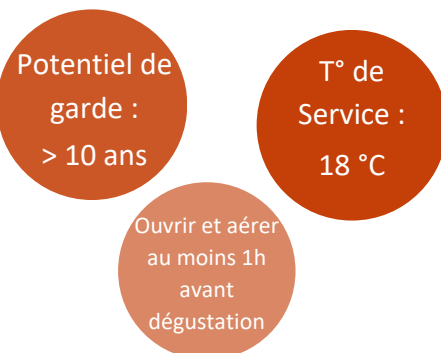 Potentiel de
garde :
> 10 ans
T° de
Service :
18 °C
Ouvrir et aérer
au moins 1h
avant
dégustation